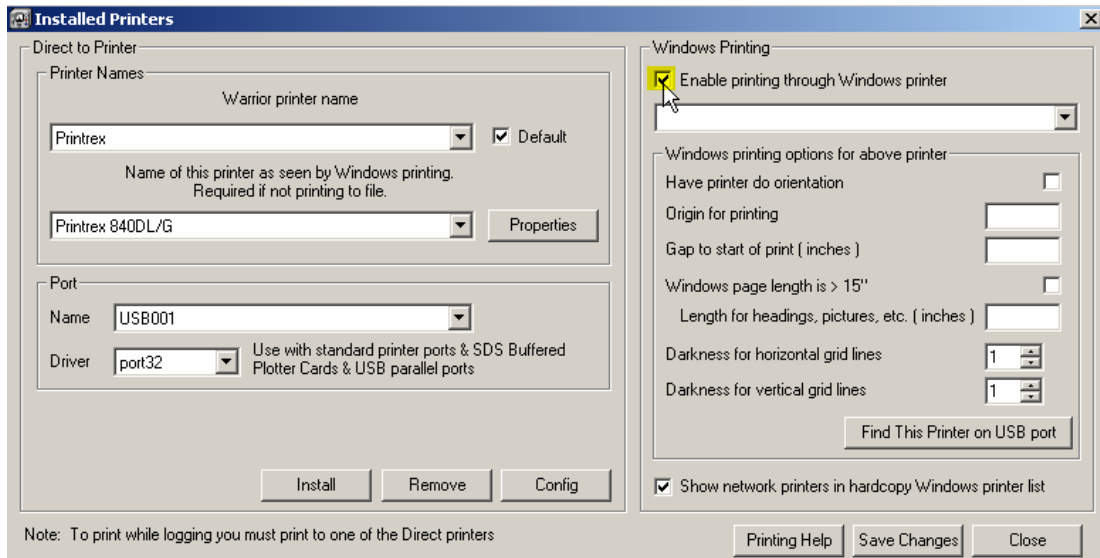 Installed Printers
Direct to Printer
Printer Names
Warrior printer name
Printrex
Default
Name of this printer as seen by Windows printing.
Required if not printing to file.
Printrex 840DL/G
Properties
Port
Name
USB001
Driver
port32
Use with standard printer ports & SDS Buffered
Plotter Cards & USB parallel ports
Install
Remove
Config
Note: To print while logging you must print to one of the Direct printers
Windows Printing
Enable printing through Windows printer
Windows printing options for above printer
Have printer do orientation
Origin for printing
Gap to start of print ( inches )
Windows page length is > 15"
Length for headings, pictures, etc. ( inches )
Darkness for horizontal grid lines
1
Darkness for vertical grid lines
1
Find This Printer on USB port
Show network printers in hardcopy Windows printer list
Printing Help
Save Changes
Close